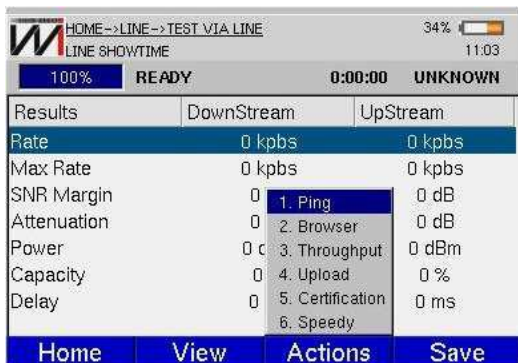 HOME->LINE->TEST VIA LINE 34%
LINE SHOWTIME 11:03
100% READY 0:00:00 UNKNOWN
Results DownStream UpStream
Rate 0 kpbs 0 kpbs
Max Rate 0 kpbs 0 kpbs
SNR Margin 0 0 dB
Attenuation 0 0 dB
Power 0 d 0 dBm
Capacity 0 0 %
Delay 0 0 ms
1. Ping
2. Browser
3. Throughput
4. Upload
5. Certification
6. Speedy
Home View Actions Save